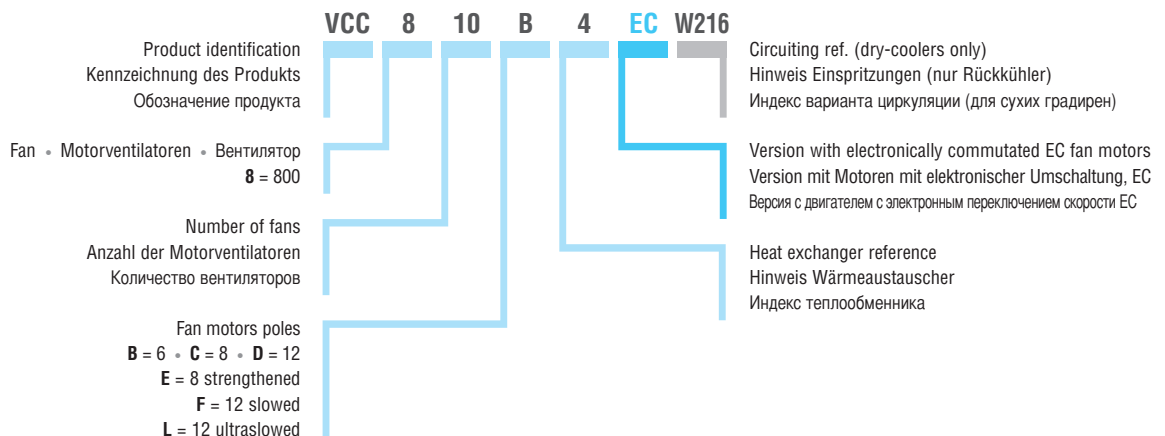 VCC 8 10 B 4 EC W216
Product identification
Kennzeichnung des Produkts
Обозначение продукта
Fan • Motorventilatoren • Вентилятор
8 = 800
Number of fans
Anzahl der Motorventilatoren
Количество вентиляторов
Fan motors poles
B = 6 • C = 8 • D = 12
E = 8 strengthened
F = 12 slowed
L = 12 ultraslowed
Circuiting ref. (dry-coolers only)
Hinweis Einspritzungen (nur Rückkühler)
Индекс варианта циркуляции (для сухих градирен)
Version with electronically commutated EC fan motors
Version mit Motoren mit elektronischer Umschaltung, EC
Версия с двигателем с электронным переключением скорости EC
Heat exchanger reference
Hinweis Wärmeaustauscher
Индекс теплообменника